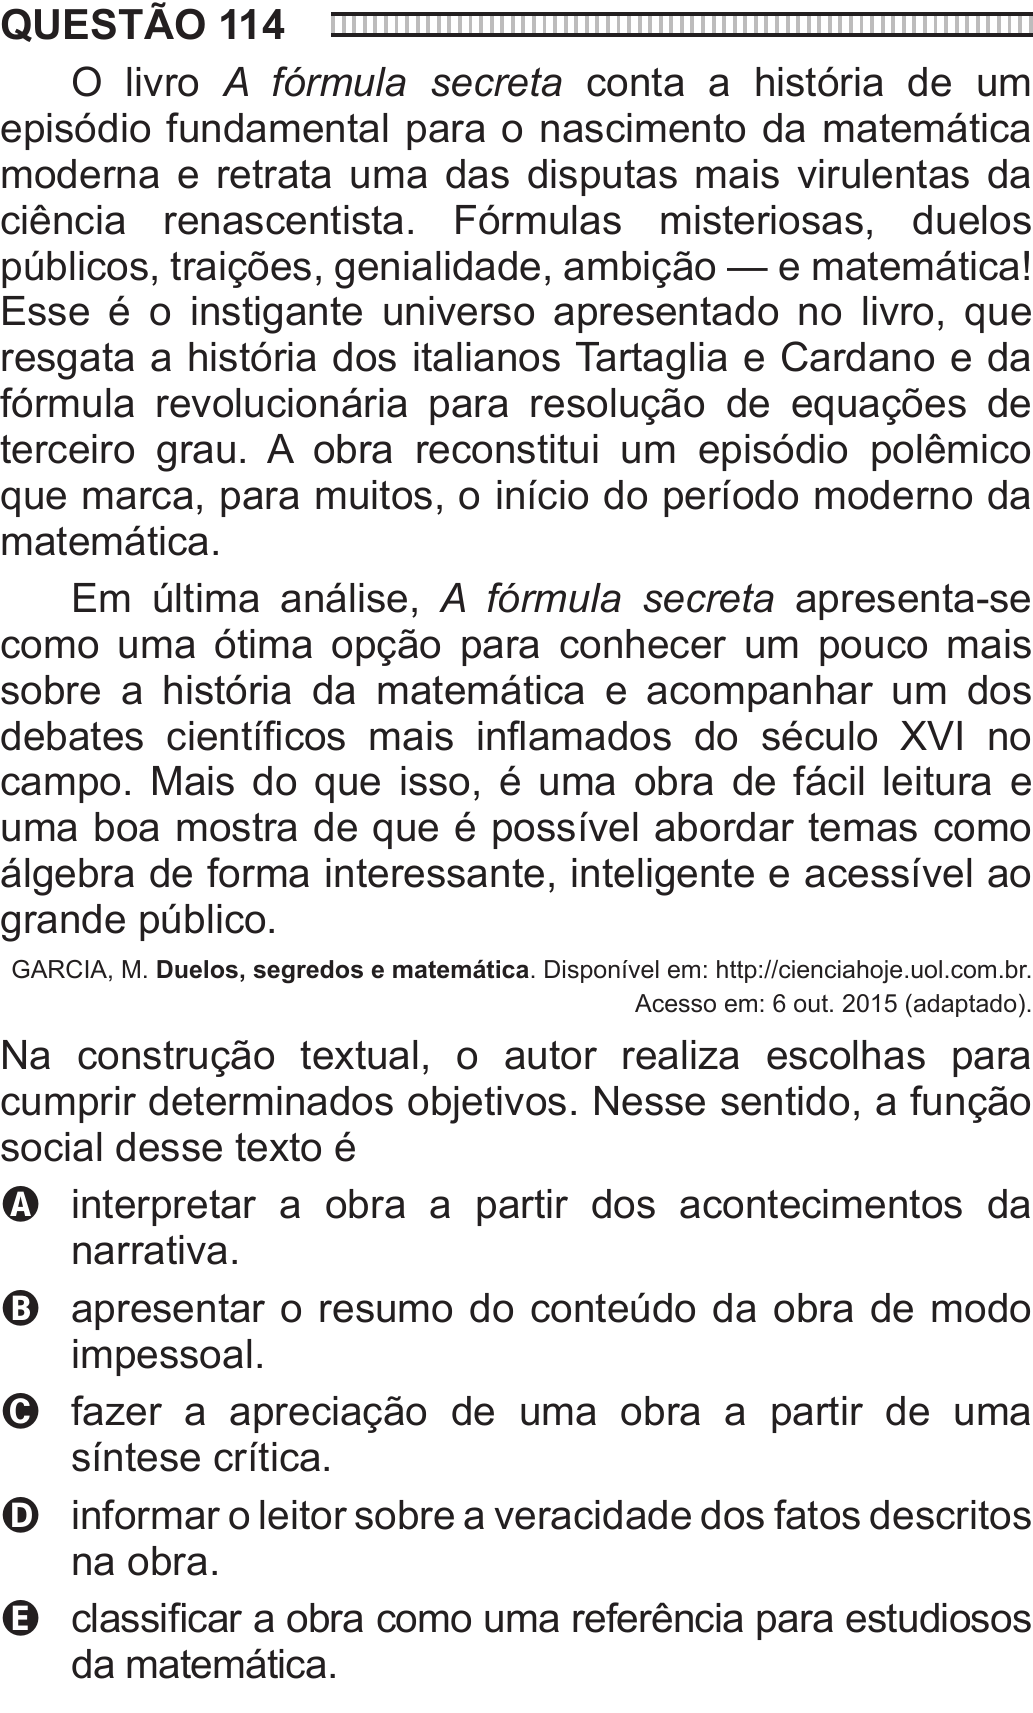 QUESTÃO 114
O livro A fórmula secreta conta a história de um
episódio fundamental para o nascimento da matemática
moderna e retrata uma das disputas mais virulentas da
ciência renascentista. Fórmulas misteriosas, duelos
públicos, traições, genialidade, ambição — e matemática!
Esse é o instigante universo apresentado no livro, que
resgata a história dos italianos Tartaglia e Cardano e da
fórmula revolucionária para resolução de equações de
terceiro grau. A obra reconstitui um episódio polêmico
que marca, para muitos, o início do período moderno da
matemática.
Em última análise, A fórmula secreta apresenta-se
como uma ótima opção para conhecer um pouco mais
sobre a história da matemática e acompanhar um dos
debates científicos mais inflamados do século XVI no
campo. Mais do que isso, é uma obra de fácil leitura e
uma boa mostra de que é possível abordar temas como
álgebra de forma interessante, inteligente e acessível ao
grande público.
GARCIA, M. Duelos, segredos e matemática. Disponível em: http://cienciahoje.uol.com.br.
Acesso em: 6 out. 2015 (adaptado).
Na construção textual, o autor realiza escolhas para
cumprir determinados objetivos. Nesse sentido, a função
social desse texto é
A interpretar a obra a partir dos acontecimentos da
narrativa.
B apresentar o resumo do conteúdo da obra de modo
impessoal.
C fazer a apreciação de uma obra a partir de uma
síntese crítica.
D informar o leitor sobre a veracidade dos fatos descritos
na obra.
E classificar a obra como uma referência para estudiosos
da matemática.